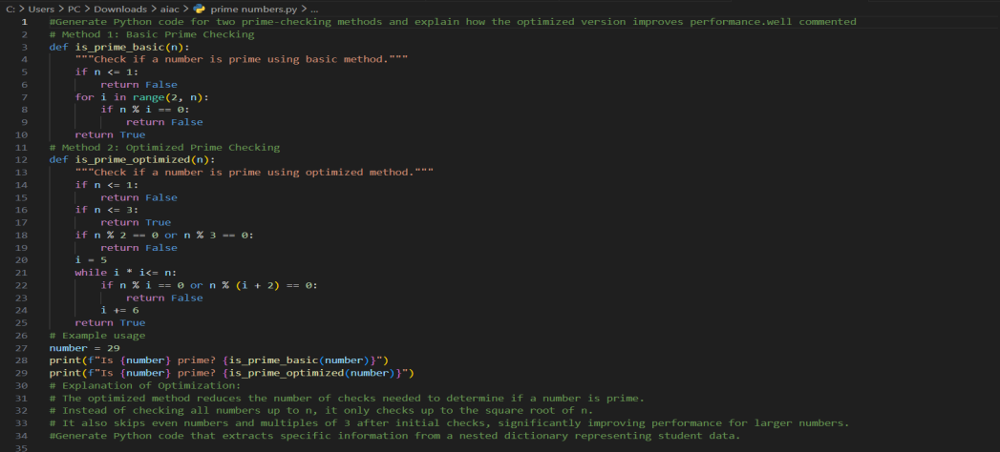 C: > Users > PC > Downloads > aiac > prime numbers.py > ...
1 #Generate Python code for two prime-checking methods and explain how the optimized version improves performance.well commented
2 # Method 1: Basic Prime Checking
3 def is_prime_basic(n):
4     """Check if a number is prime using basic method."""
5     if n <= 1:
6         return False
7     for i in range(2, n):
8         if n % i == 0:
9             return False
10     return True
11 # Method 2: Optimized Prime Checking
12 def is_prime_optimized(n):
13     """Check if a number is prime using optimized method."""
14     if n <= 1:
15         return False
16     if n <= 3:
17         return True
18     if n % 2 == 0 or n % 3 == 0:
19         return False
20     i = 5
21     while i * i<= n:
22         if n % i == 0 or n % (i + 2) == 0:
23             return False
24         i += 6
25     return True
26 # Example usage
27 number = 29
28 print(f"Is {number} prime? {is_prime_basic(number)}")
29 print(f"Is {number} prime? {is_prime_optimized(number)}")
30 # Explanation of Optimization:
31 # The optimized method reduces the number of checks needed to determine if a number is prime.
32 # Instead of checking all numbers up to n, it only checks up to the square root of n.
33 # It also skips even numbers and multiples of 3 after initial checks, significantly improving performance for larger numbers.
34 #Generate Python code that extracts specific information from a nested dictionary representing student data.
35